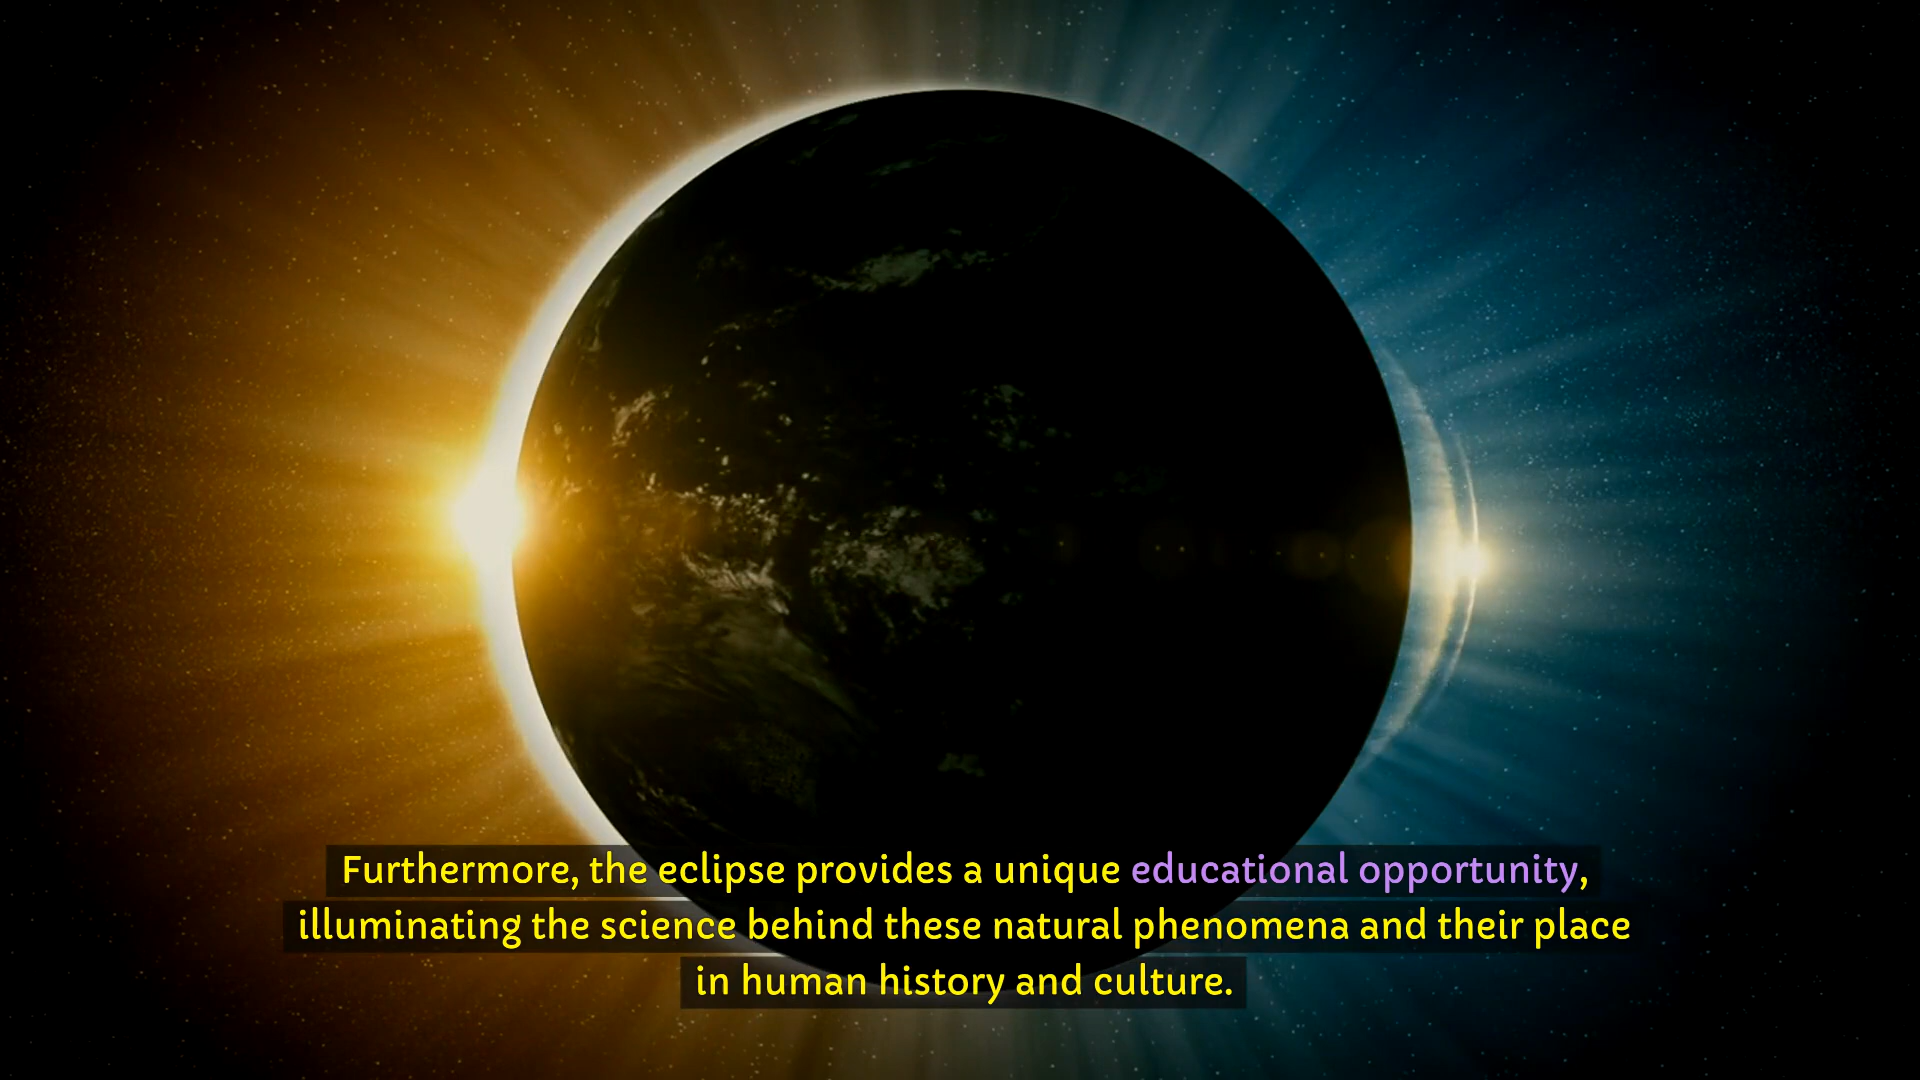 Furthermore, the eclipse provides a unique educational opportunity,
illuminating the science behind these natural phenomena and their place
in human history and culture.